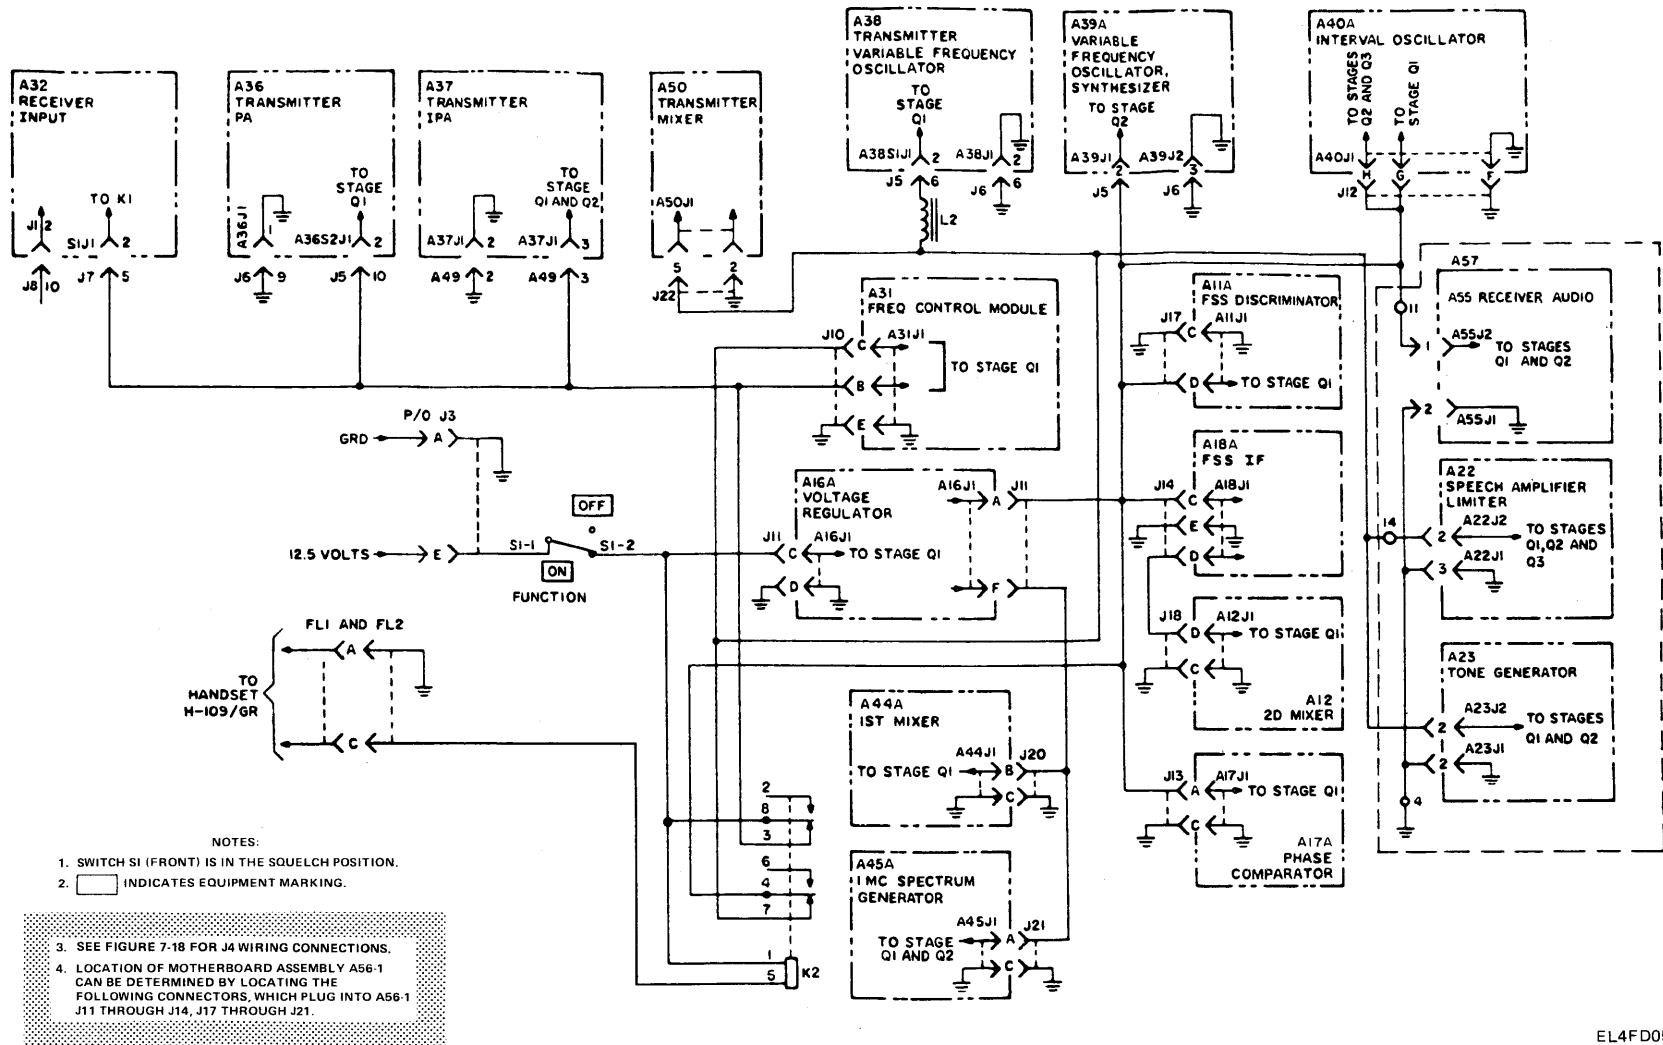 A32
RECEIVER
INPUT
TO K1
J1 2
S1J1 2
J8 10
J7 5
A36
TRANSMITTER
PA
TO
STAGE
Q1
A36J1 1
A36S2J1 2
J6 9
J5 10
A37
TRANSMITTER
IPA
TO
STAGE
Q1 AND Q2
A37J1 2
A37J1 3
A49 2
A49 3
A50
TRANSMITTER
MIXER
A50J1
5
2
J22
A38
TRANSMITTER
VARIABLE FREQUENCY
OSCILLATOR
TO
STAGE
Q1
A38S1J1 2
A38J1 2
J5 6
J6 6
L2
A39A
VARIABLE
FREQUENCY
OSCILLATOR,
SYNTHESIZER
TO STAGE
Q2
A39J1 2
A39J2 3
J5
J6
A40A
INTERVAL OSCILLATOR
TO STAGES
Q2 AND Q3
TO
STAGE Q1
A40J1
H G F
J12
A31
FREQ CONTROL MODULE
J10 C A31J1
B
E
TO STAGE Q1
P/O J3
GRD A
12.5 VOLTS E
S1-1
S1-2
OFF
ON
FUNCTION
A16A
VOLTAGE
REGULATOR
A16J1 A J11
J11 C A16J1 TO STAGE Q1
D
F
A11A
FSS DISCRIMINATOR
J17 C A11J1
D TO STAGE Q1
A18A
FSS IF
J14 C A18J1
E
D
J18 D A12J1 TO STAGE Q1
C
A12
2D MIXER
J13 A A17J1 TO STAGE Q1
C
A17A
PHASE
COMPARATOR
A57
A55 RECEIVER AUDIO
11
1 A55J2
TO STAGES
Q1 AND Q2
2 A55J1
A22
SPEECH AMPLIFIER
LIMITER
14
2 A22J2
TO STAGES
Q1,Q2 AND
Q3
3 A22J1
A23
TONE GENERATOR
2 A23J2
TO STAGES
Q1 AND Q2
2 A23J1
4
FL1 AND FL2
A
C
TO
HANDSET
H-109/GR
A44A
1ST MIXER
TO STAGE Q1 A44J1 B J20
C
A45A
1 MC SPECTRUM
GENERATOR
A45J1 A J21
TO STAGE
Q1 AND Q2
C
2
8
3
6
4
7
1
5
K2
NOTES:
1. SWITCH S1 (FRONT) IS IN THE SQUELCH POSITION.
2. INDICATES EQUIPMENT MARKING.
3. SEE FIGURE 7-18 FOR J4 WIRING CONNECTIONS.
4. LOCATION OF MOTHERBOARD ASSEMBLY A56-1
CAN BE DETERMINED BY LOCATING THE
FOLLOWING CONNECTORS, WHICH PLUG INTO A56-1
J11 THROUGH J14, J17 THROUGH J21.